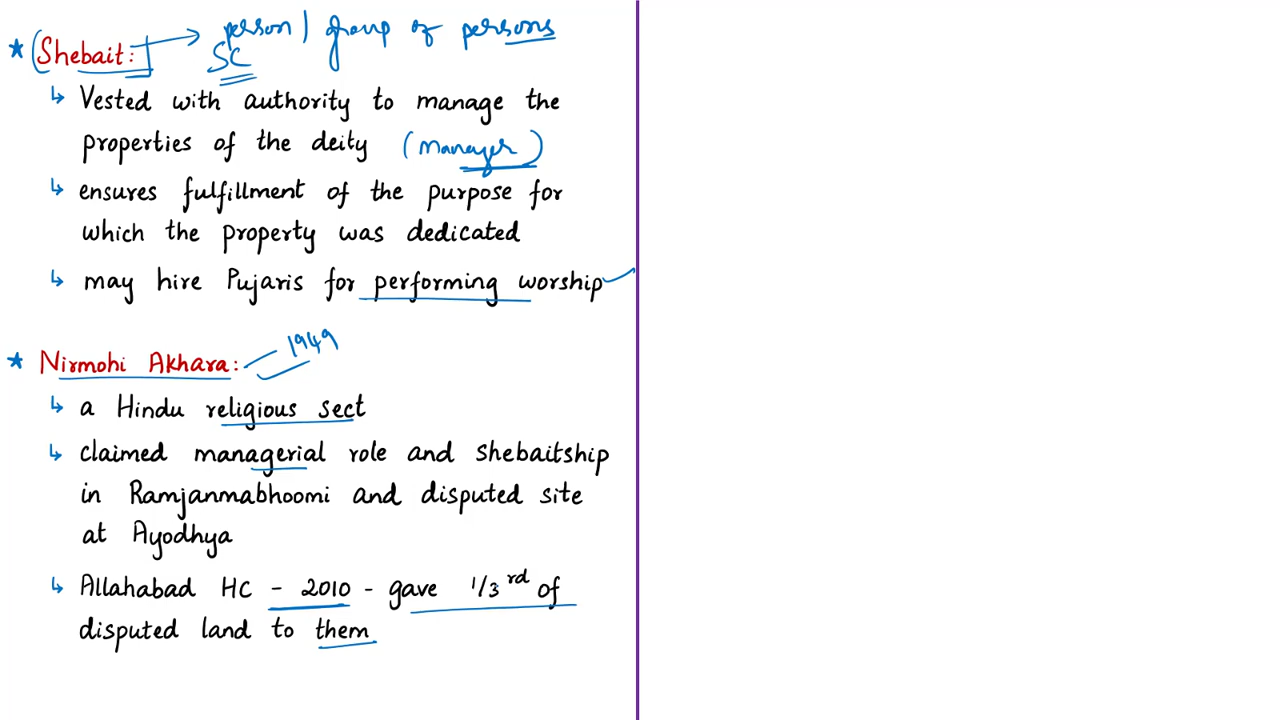 person / group of persons
* (Shebait:] → SC
↳ Vested with authority to manage the
properties of the deity (manager)
↳ ensures fulfillment of the purpose for
which the property was dedicated
↳ may hire Pujaris for performing worship
1949
* Nirmohi Akhara:
↳ a Hindu religious sect
↳ claimed managerial role and shebaitship
in Ramjanmabhoomi and disputed site
at Ayodhya
↳ Allahabad HC - 2010 - gave 1/3rd of
disputed land to them